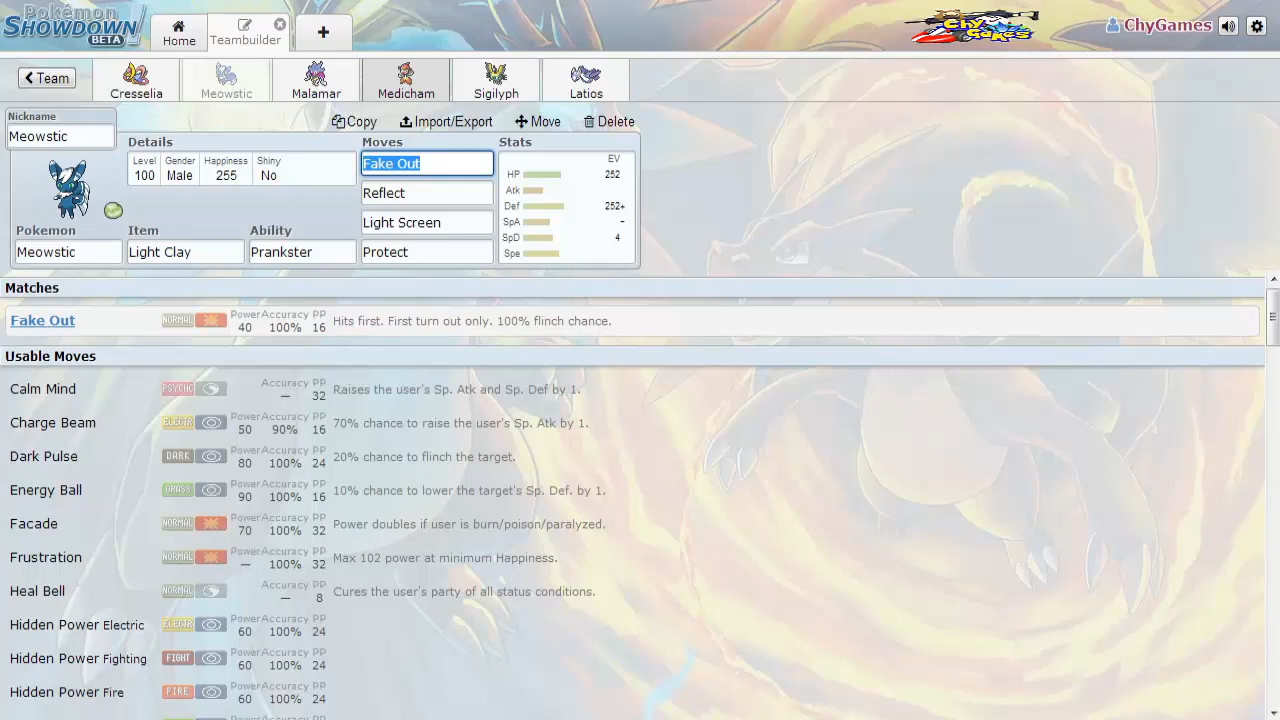 Pokémon
SHOWDOWN!
BETA
Home
Teambuilder
+
Chy
Games
ChyGames
Team
Cresselia
Meowstic
Malamar
Medicham
Sigilyph
Latios
Nickname
Meowstic
Copy
Import/Export
Move
Delete
Details
Moves
Stats
Level Gender Happiness Shiny
100 Male 255 No
Fake Out
Reflect
Light Screen
Protect
EV
HP 252
Atk
Def 252+
SpA -
SpD 4
Spe
Pokemon
Item
Ability
Meowstic
Light Clay
Prankster
Matches
Fake Out NORMAL Power 40 Accuracy 100% PP 16 Hits first. First turn out only. 100% flinch chance.
Usable Moves
Calm Mind PSYCHC Accuracy — PP 32 Raises the user's Sp. Atk and Sp. Def by 1.
Charge Beam ELECTR Power 50 Accuracy 90% PP 16 70% chance to raise the user's Sp. Atk by 1.
Dark Pulse DARK Power 80 Accuracy 100% PP 24 20% chance to flinch the target.
Energy Ball GRASS Power 90 Accuracy 100% PP 16 10% chance to lower the target's Sp. Def. by 1.
Facade NORMAL Power 70 Accuracy 100% PP 32 Power doubles if user is burn/poison/paralyzed.
Frustration NORMAL Power — Accuracy 100% PP 32 Max 102 power at minimum Happiness.
Heal Bell NORMAL Accuracy — PP 8 Cures the user's party of all status conditions.
Hidden Power Electric ELECTR Power 60 Accuracy 100% PP 24
Hidden Power Fighting FIGHT Power 60 Accuracy 100% PP 24
Hidden Power Fire FIRE Power 60 Accuracy 100% PP 24